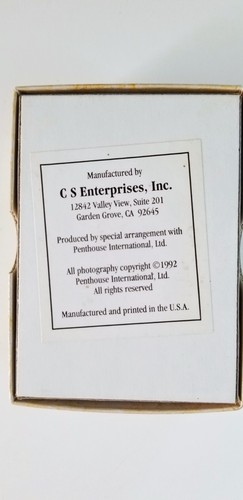 Manufactured by
C S Enterprises, Inc.
12842 Valley View, Suite 201
Garden Grove, CA 92645
Produced by special arrangement with
Penthouse International, Ltd.
All photography copyright ©1992
Penthouse International, Ltd.
All rights reserved
Manufactured and printed in the U.S.A.